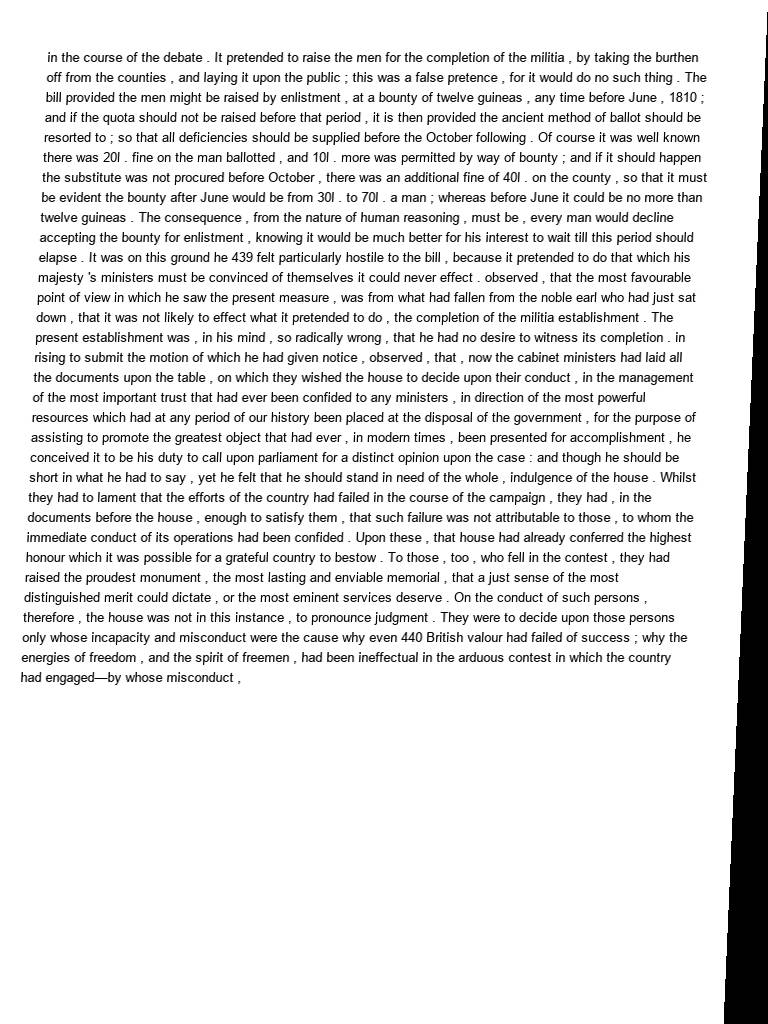 in the course of the debate . It pretended to raise the men for the completion of the militia , by taking the burthen
off from the counties , and laying it upon the public ; this was a false pretence , for it would do no such thing . The
bill provided the men might be raised by enlistment , at a bounty of twelve guineas , any time before June , 1810 ;
and if the quota should not be raised before that period , it is then provided the ancient method of ballot should be
resorted to ; so that all deficiencies should be supplied before the October following . Of course it was well known
there was 20l . fine on the man ballotted , and 10l . more was permitted by way of bounty ; and if it should happen
the substitute was not procured before October , there was an additional fine of 40l . on the county , so that it must
be evident the bounty after June would be from 30l . to 70l . a man ; whereas before June it could be no more than
twelve guineas . The consequence , from the nature of human reasoning , must be , every man would decline
accepting the bounty for enlistment , knowing it would be much better for his interest to wait till this period should
elapse . It was on this ground he 439 felt particularly hostile to the bill , because it pretended to do that which his
majesty 's ministers must be convinced of themselves it could never effect . observed , that the most favourable
point of view in which he saw the present measure , was from what had fallen from the noble earl who had just sat
down , that it was not likely to effect what it pretended to do , the completion of the militia establishment . The
present establishment was , in his mind , so radically wrong , that he had no desire to witness its completion . in
rising to submit the motion of which he had given notice , observed , that , now the cabinet ministers had laid all
the documents upon the table , on which they wished the house to decide upon their conduct , in the management
of the most important trust that had ever been confided to any ministers , in direction of the most powerful
resources which had at any period of our history been placed at the disposal of the government , for the purpose of
assisting to promote the greatest object that had ever , in modern times , been presented for accomplishment , he
conceived it to be his duty to call upon parliament for a distinct opinion upon the case : and though he should be
short in what he had to say , yet he felt that he should stand in need of the whole , indulgence of the house . Whilst
they had to lament that the efforts of the country had failed in the course of the campaign , they had , in the
documents before the house , enough to satisfy them , that such failure was not attributable to those , to whom the
immediate conduct of its operations had been confided . Upon these , that house had already conferred the highest
honour which it was possible for a grateful country to bestow . To those , too , who fell in the contest , they had
raised the proudest monument , the most lasting and enviable memorial , that a just sense of the most
distinguished merit could dictate , or the most eminent services deserve . On the conduct of such persons ,
therefore , the house was not in this instance , to pronounce judgment . They were to decide upon those persons
only whose incapacity and misconduct were the cause why even 440 British valour had failed of success ; why the
energies of freedom , and the spirit of freemen , had been ineffectual in the arduous contest in which the country
had engaged—by whose misconduct ,